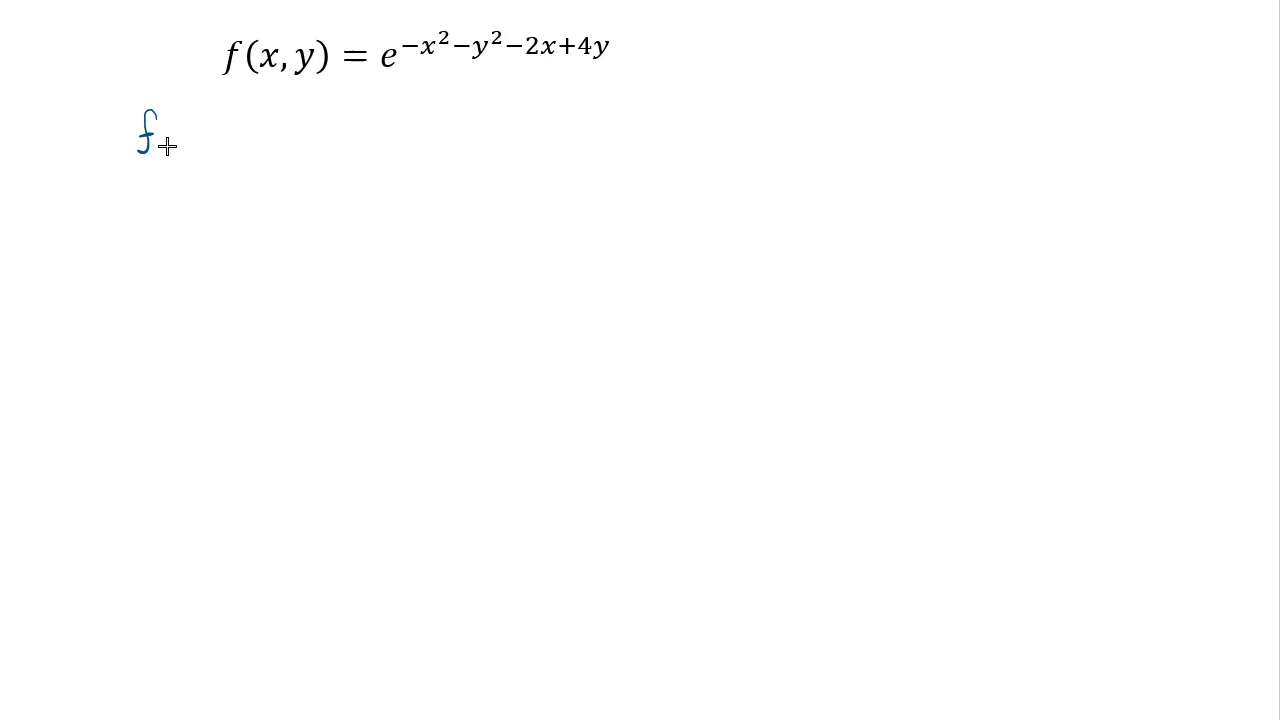 f(x, y) = e^{-x^2-y^2-2x+4y}
f